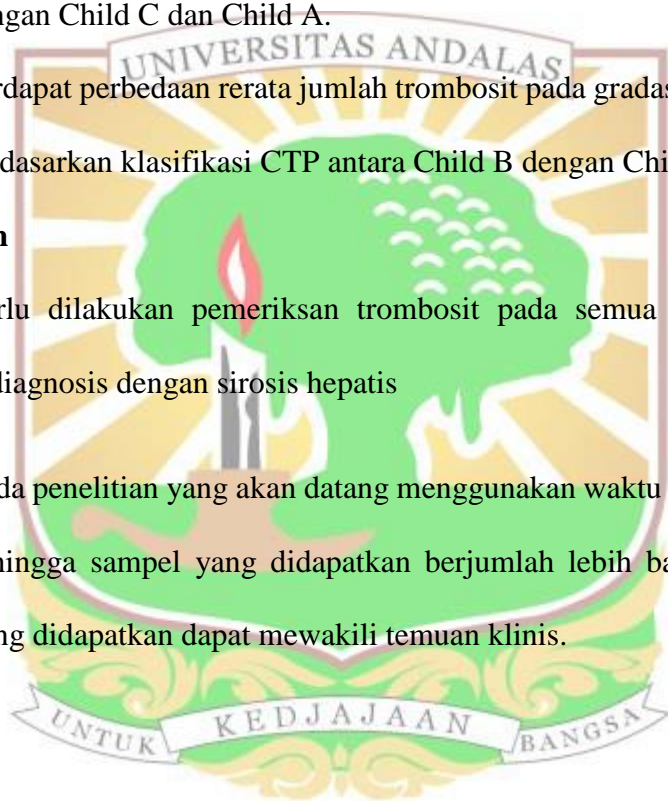 ngan Child C dan Child A.
UNIVERSITAS ANDALAS
rdapat perbedaan rerata jumlah trombosit pada gradas
dasarkan klasifikasi CTP antara Child B dengan Chi
n
rlu dilakukan pemeriksan trombosit pada semua
diagnosis dengan sirosis hepatis
da penelitian yang akan datang menggunakan waktu
hingga sampel yang didapatkan berjumlah lebih ba
ng didapatkan dapat mewakili temuan klinis.
UNTUK KEDJAJAAN BANGSA